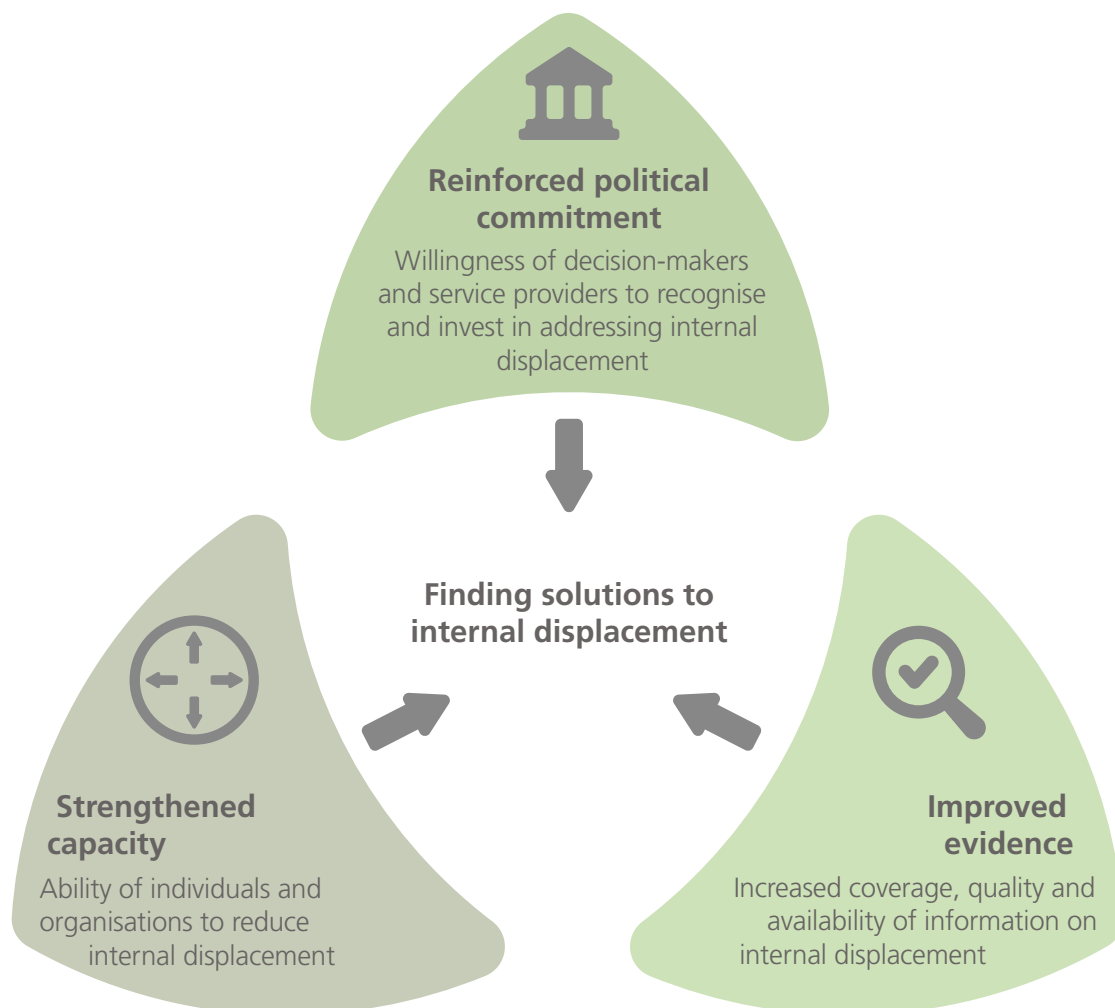 Reinforced political
commitment
Willingness of decision-makers
and service providers to recognise
and invest in addressing internal
displacement
Finding solutions to
internal displacement
Strengthened
capacity
Ability of individuals and
organisations to reduce
internal displacement
Improved
evidence
Increased coverage, quality and
availability of information on
internal displacement